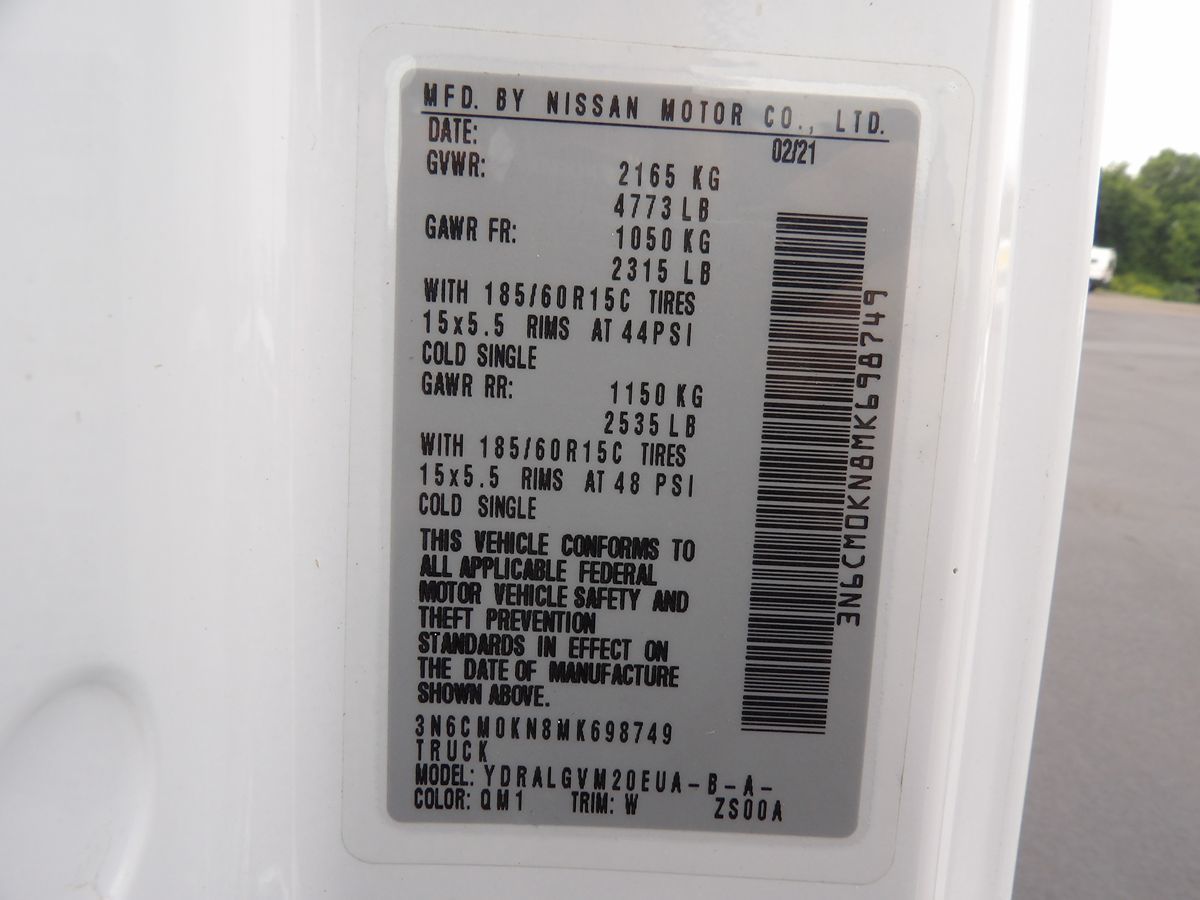 MFD. BY NISSAN MOTOR CO., LTD.
DATE: 02/21
GVWR: 2165 KG
4773 LB
GAWR FR: 1050 KG
2315 LB
WITH 185/60R15C TIRES
15x5.5 RIMS AT 44PSI
COLD SINGLE
GAWR RR: 1150 KG
2535 LB
WITH 185/60R15C TIRES
15x5.5 RIMS AT 48 PSI
COLD SINGLE
THIS VEHICLE CONFORMS TO
ALL APPLICABLE FEDERAL
MOTOR VEHICLE SAFETY AND
THEFT PREVENTION
STANDARDS IN EFFECT ON
THE DATE OF MANUFACTURE
SHOWN ABOVE.
3N6CM0KN8MK698749
TRUCK
MODEL: YDRALGVM20EUA-B-A-
COLOR: QM1 TRIM: W ZS00A
3N6CM0KN8MK698749